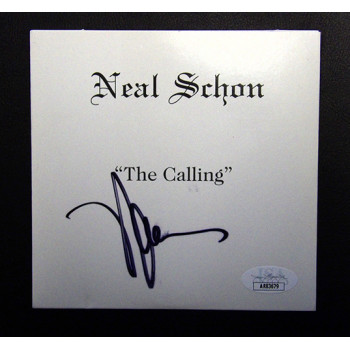 Neal Schon
“The Calling”